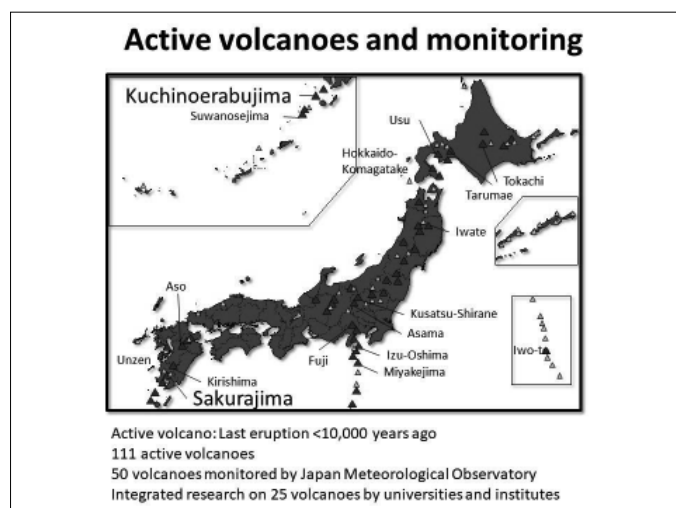 Active volcanoes and monitoring
Kuchinoerabujima
Suwanosejima
Usu
Hokkaido-
Komagatake
Tokachi
Tarumae
Iwate
Aso
Kusatsu-Shirane
Asama
Unzen
Fuji
Izu-Oshima
Iwo-to
Kirishima
Miyakejima
Sakurajima
Active volcano: Last eruption <10,000 years ago
111 active volcanoes
50 volcanoes monitored by Japan Meteorological Observatory
Integrated research on 25 volcanoes by universities and institutes